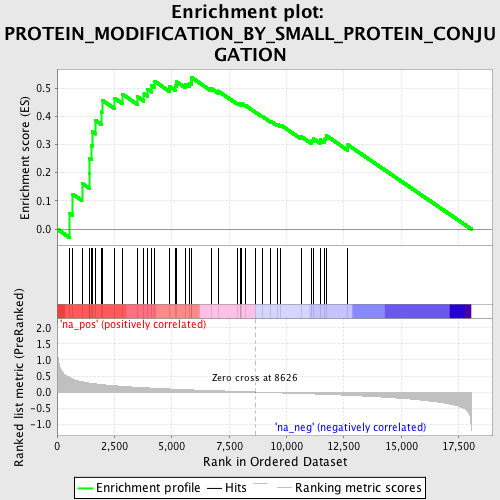 Enrichment plot:
PROTEIN_MODIFICATION_BY_SMALL_PROTEIN_CONJU
GATION
Enrichment score (ES)
0.5
0.4
0.3
0.2
0.1
0.0
'na_pos' (positively correlated)
Ranked list metric (PreRanked)
2.0
1.5
1.0
0.5
0.0
-0.5
-1.0
Zero cross at 8626
'na_neg' (negatively correlated)
0
2,500
5,000
7,500
10,000
12,500
15,000
17,500
Rank in Ordered Dataset
Enrichment profile
Hits
Ranking metric scores